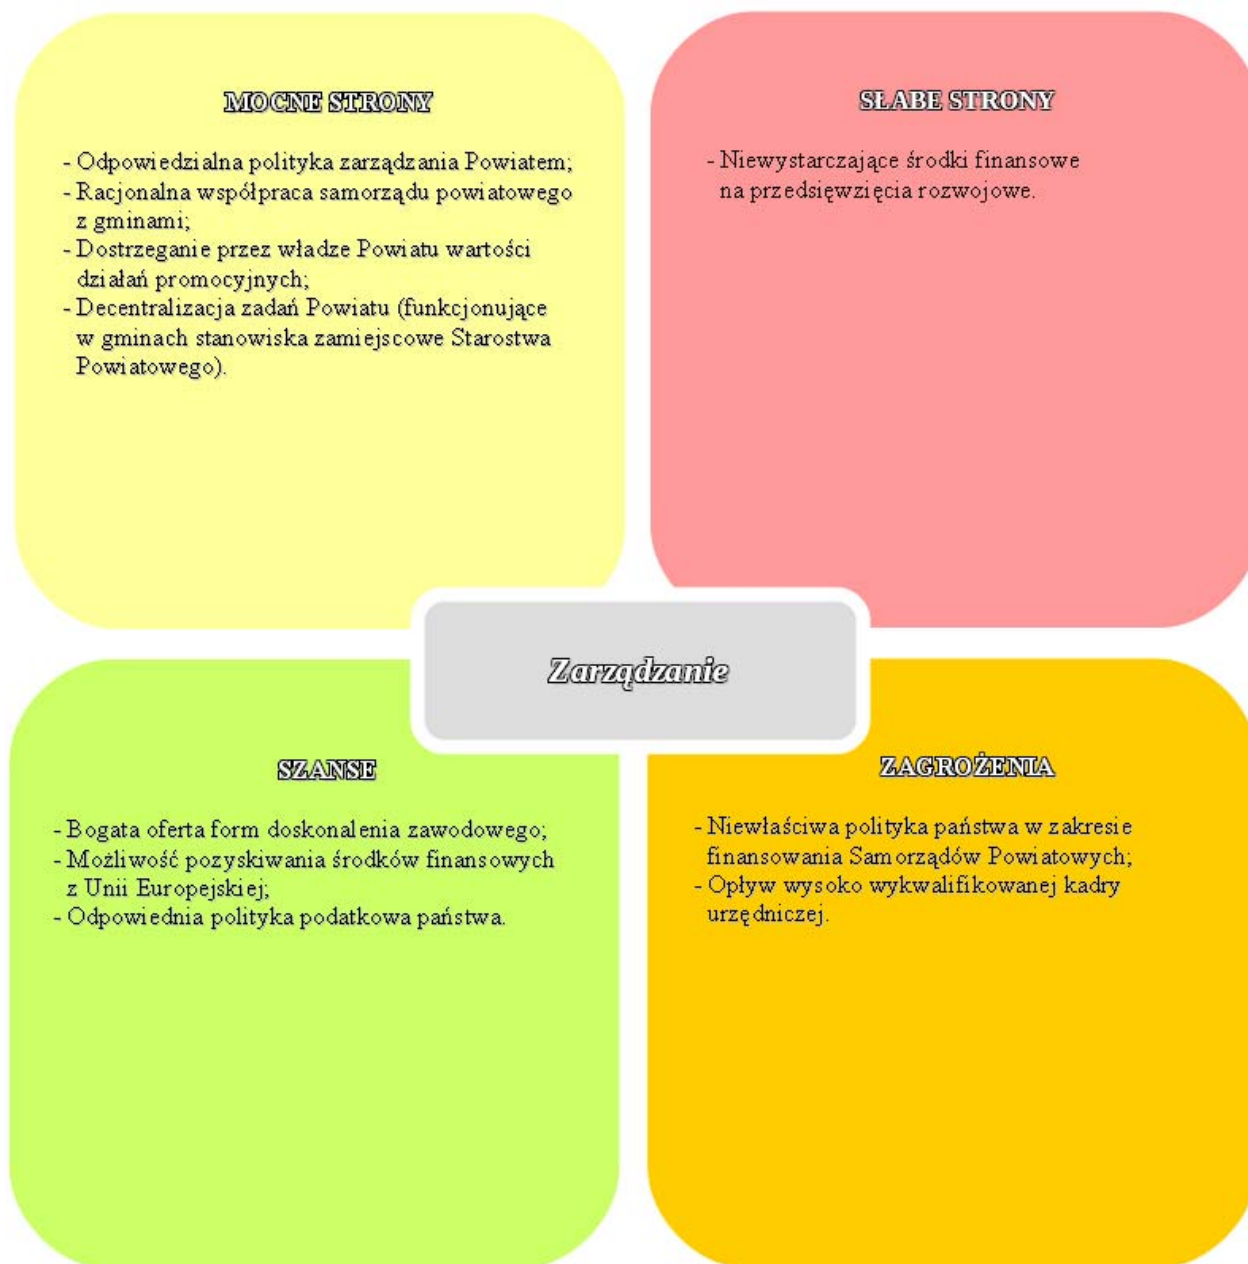 MOCNE STRONY
- Odpowiedzialna polityka zarządzania Powiatem;
- Racjonalna współpraca samorządu powiatowego
z gminami;
- Dostrzeganie przez władze Powiatu wartości
działań promocyjnych;
- Decentralizacja zadań Powiatu (funkcjonujące
w gminach stanowiska zamiejscowe Starostwa
Powiatowego).
SŁABE STRONY
- Niewystarczające środki finansowe
na przedsięwzięcia rozwojowe.
Zarządzanie
SZANSE
- Bogata oferta form doskonalenia zawodowego;
- Możliwość pozyskiwania środków finansowych
z Unii Europejskiej;
- Odpowiednia polityka podatkowa państwa.
ZAGROŻENIA
- Niewłaściwa polityka państwa w zakresie
finansowania Samorządów Powiatowych;
- Opływ wysoko wykwalifikowanej kadry
urzędniczej.